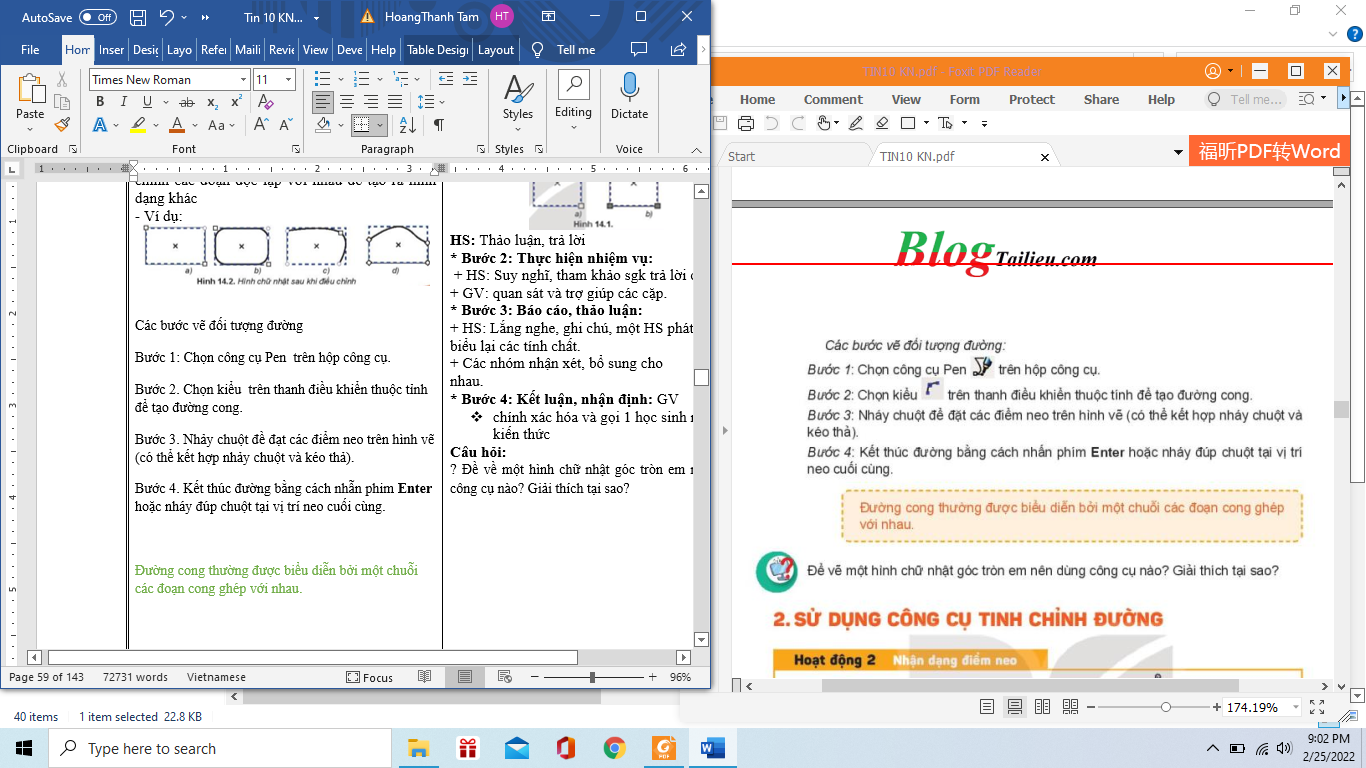 AutoSave Off Tin 10 KN... HoangThanh Tam HT
File Hom Inser Desig Layo Refer Maili Revie View Deve Help Table Design Layout Tell me
Times New Roman 11
Paste
Styles Editing Dictate
Clipboard Font Paragraph Styles Voice
dạng khác
- Ví dụ:
a) b) c) d)
Hình 14.2. Hình chữ nhật sau khi điều chỉnh
Các bước vẽ đối tượng đường
Bước 1: Chọn công cụ Pen trên hộp công cụ.
Bước 2. Chọn kiểu trên thanh điều khiển thuộc tính
để tạo đường cong.
Bước 3. Nháy chuột để đạt các điểm neo trên hình vẽ
(có thể kết hợp nháy chuột và kéo thả).
Bước 4. Kết thúc đường bằng cách nhấn phim Enter
hoặc nháy đúp chuột tại vị trí neo cuối cùng.
Đường cong thường được biểu diễn bởi một chuỗi
các đoạn cong ghép với nhau.
a) b)
Hình 14.1.
HS: Thảo luận, trả lời
* Bước 2: Thực hiện nhiệm vụ:
+ HS: Suy nghĩ, tham khảo sgk trả lời
+ GV: quan sát và trợ giúp các cặp.
* Bước 3: Báo cáo, thảo luận:
+ HS: Lắng nghe, ghi chú, một HS phát
biểu lại các tính chất.
+ Các nhóm nhận xét, bổ sung cho
nhau.
* Bước 4: Kết luận, nhận định: GV
❖ chính xác hóa và gọi 1 học sinh
kiến thức
Câu hỏi:
? Để vẽ một hình chữ nhật góc tròn em
công cụ nào? Giải thích tại sao?
Page 59 of 143 72731 words Vietnamese Focus 96%
TIN10 KN.pdf - Foxit PDF Reader
Home Comment View Form Protect Share Help Tell me...
Start TIN10 KN.pdf 福昕PDF转Word
Blog Tailieu.com
Các bước vẽ đối tượng đường:
Bước 1: Chọn công cụ Pen trên hộp công cụ.
Bước 2: Chọn kiểu trên thanh điều khiển thuộc tính để tạo đường cong.
Bước 3: Nháy chuột để đặt các điểm neo trên hình vẽ (có thể kết hợp nháy chuột và
kéo thả).
Bước 4: Kết thúc đường bằng cách nhấn phím Enter hoặc nháy đúp chuột tại vị trí
neo cuối cùng.
Đường cong thường được biểu diễn bởi một chuỗi các đoạn cong ghép
với nhau.
Để vẽ một hình chữ nhật góc tròn em nên dùng công cụ nào? Giải thích tại sao?
2. SỬ DỤNG CÔNG CỤ TINH CHỈNH ĐƯỜNG
Hoạt động 2 Nhận dạng điểm neo
174.19%
40 items 1 item selected 22.8 KB
Type here to search
9:02 PM
2/25/2022